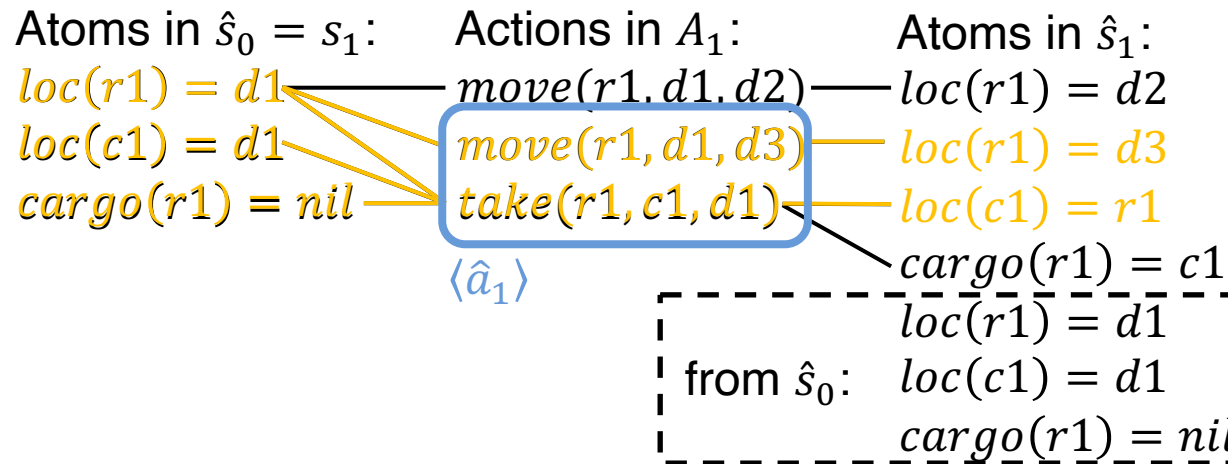 Atoms in ŝ₀ = s₁:
loc(r1) = d1
loc(c1) = d1
cargo(r1) = nil
Actions in A₁:
move(r1, d1, d2)
move(r1, d1, d3)
take(r1, c1, d1)
⟨â₁⟩
Atoms in ŝ₁:
loc(r1) = d2
loc(r1) = d3
loc(c1) = r1
cargo(r1) = c1
from ŝ₀:
loc(r1) = d1
loc(c1) = d1
cargo(r1) = nil